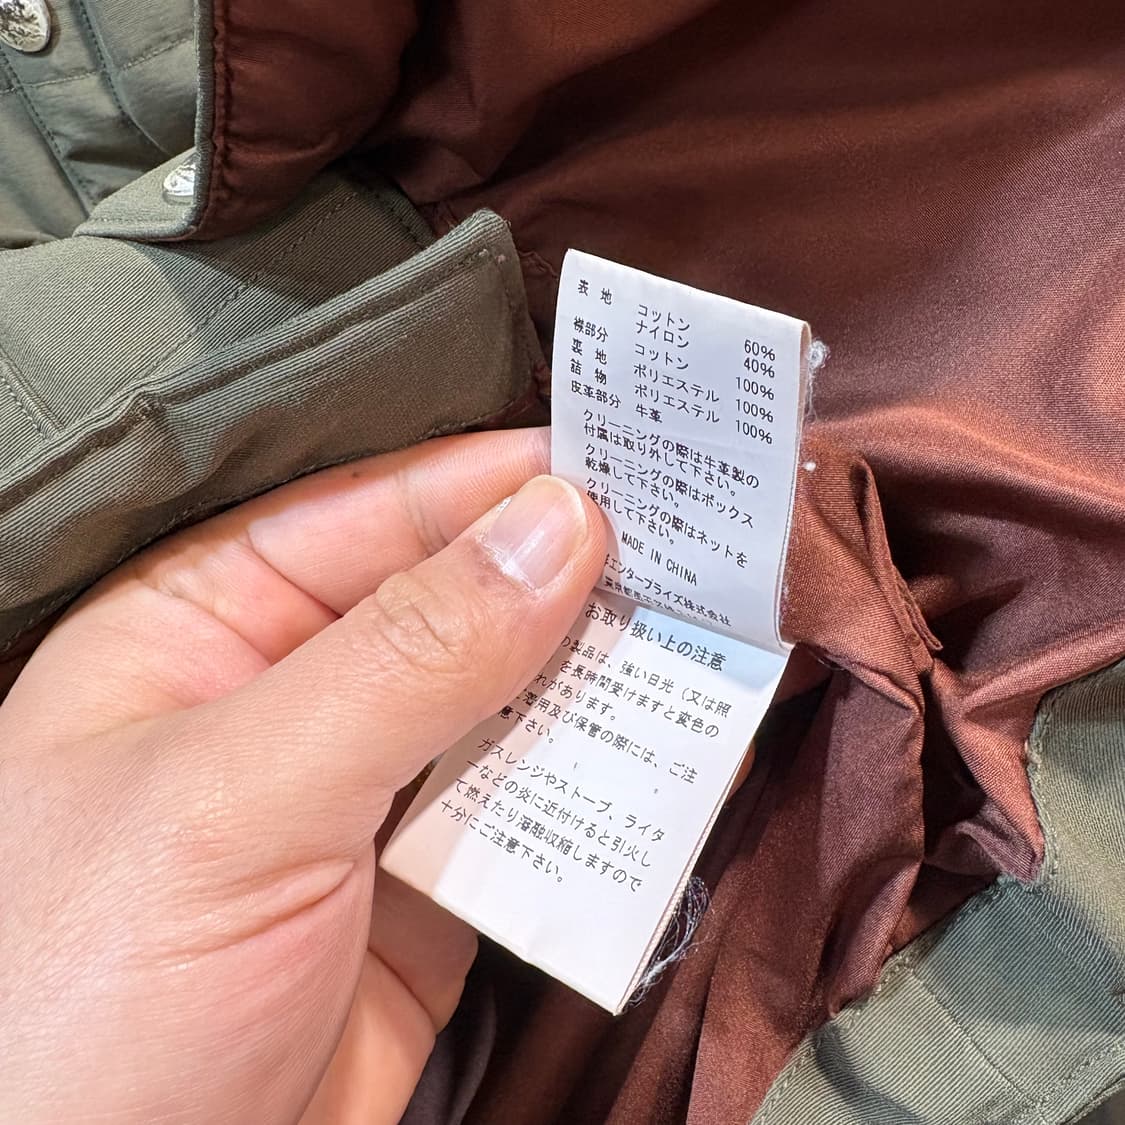 表 地 コットン 60%
ナイロン 40%
襟部分 コットン 100%
裏 地 ポリエステル 100%
詰 物 ポリエステル 100%
皮革部分 牛革
クリーニングの際は牛革製の
付属は取り外して下さい。
クリーニングの際はボックス
乾燥して下さい。
クリーニングの際はネットを
使用して下さい。
MADE IN CHINA
エンタープライズ株式会社
東京都
お取り扱い上の注意
の製品は、強い日光(又は照
を長時間受けますと変色の
れがあります。
着用及び保管の際には、ご注
意下さい。
ガスレンジやストーブ、ライタ
ーなどの炎に近付けると引火し
て燃えたり溶融収縮しますので
十分にご注意下さい。